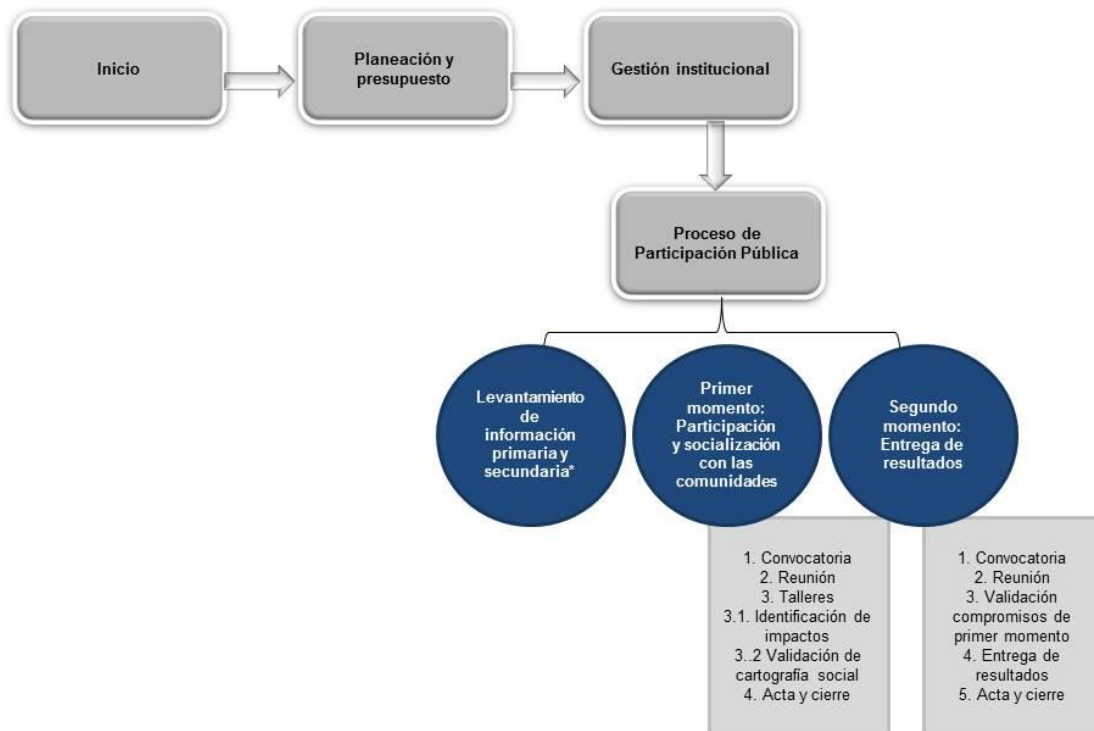 Inicio
Planeación y
presupuesto
Gestión institucional
Proceso de
Participación Pública
Levantamiento
de
información
primaria y
secundaria*
Primer
momento:
Participación
y socialización
con las
comunidades
Segundo
momento:
Entrega de
resultados
1. Convocatoria
2. Reunión
3. Talleres
3.1. Identificación de
impactos
3..2 Validación de
cartografía social
4. Acta y cierre
1. Convocatoria
2. Reunión
3. Validación
compromisos de
primer momento
4. Entrega de
resultados
5. Acta y cierre